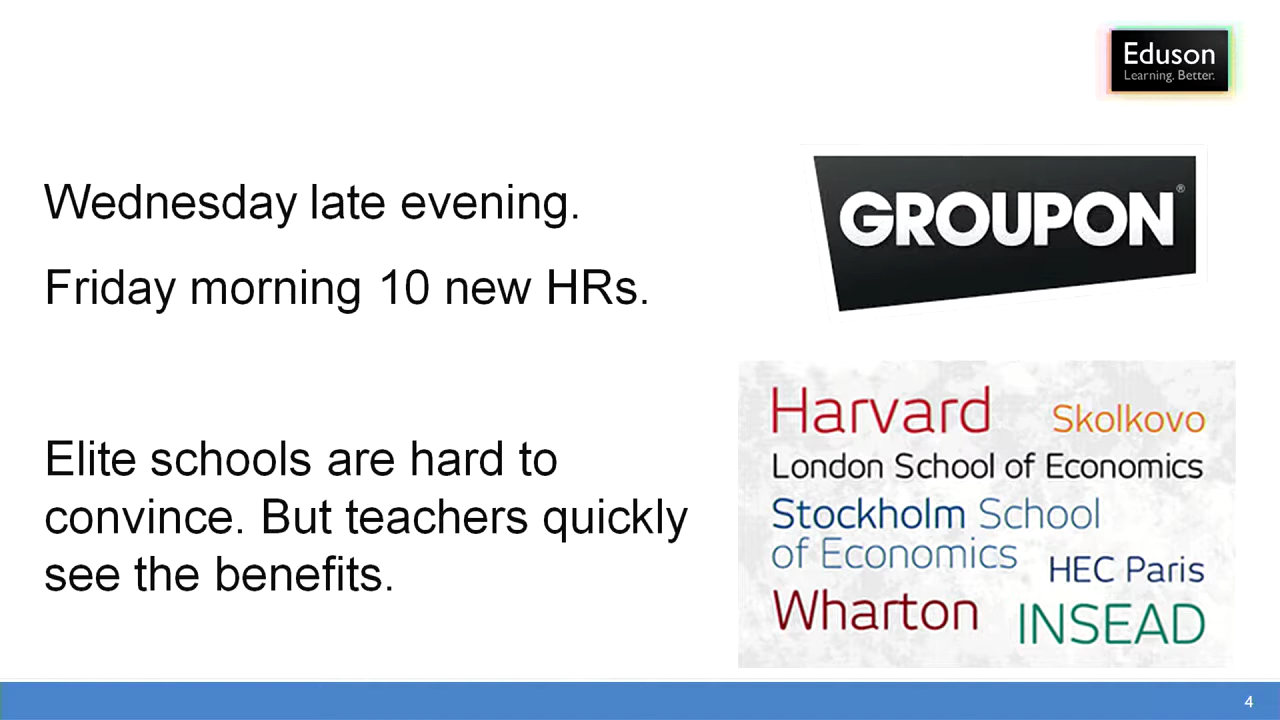 Eduson
Learning. Better.
Wednesday late evening.
Friday morning 10 new HRs.
GROUPON®
Elite schools are hard to
convince. But teachers quickly
see the benefits.
Harvard
Skolkovo
London School of Economics
Stockholm School
of Economics
HEC Paris
Wharton
INSEAD
4